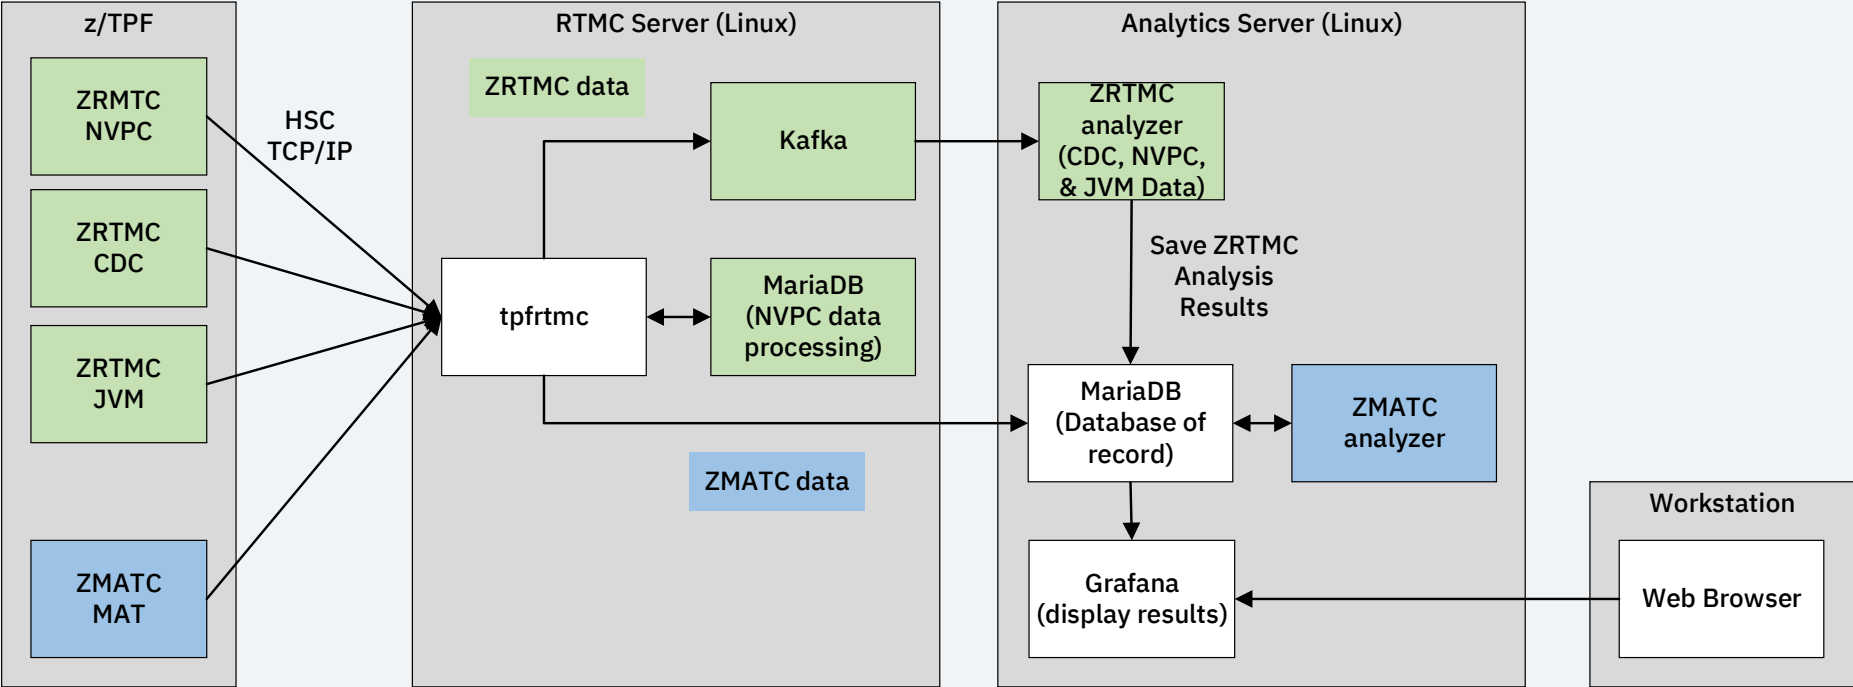 z/TPF
ZRMTC
NVPC
ZRTMC
CDC
ZRTMC
JVM
ZMATC
MAT
HSC
TCP/IP
RTMC Server (Linux)
ZRTMC data
Kafka
tpfrtmc
MariaDB
(NVPC data
processing)
ZMATC data
Analytics Server (Linux)
ZRTMC
analyzer
(CDC, NVPC,
& JVM Data)
Save ZRTMC
Analysis
Results
MariaDB
(Database of
record)
ZMATC
analyzer
Grafana
(display results)
Workstation
Web Browser